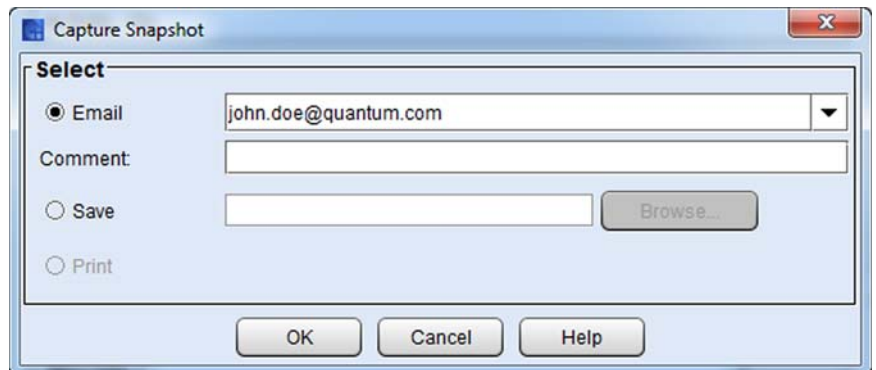 Capture Snapshot
Select
Email john.doe@quantum.com
Comment:
Save Browse...
Print
OK Cancel Help